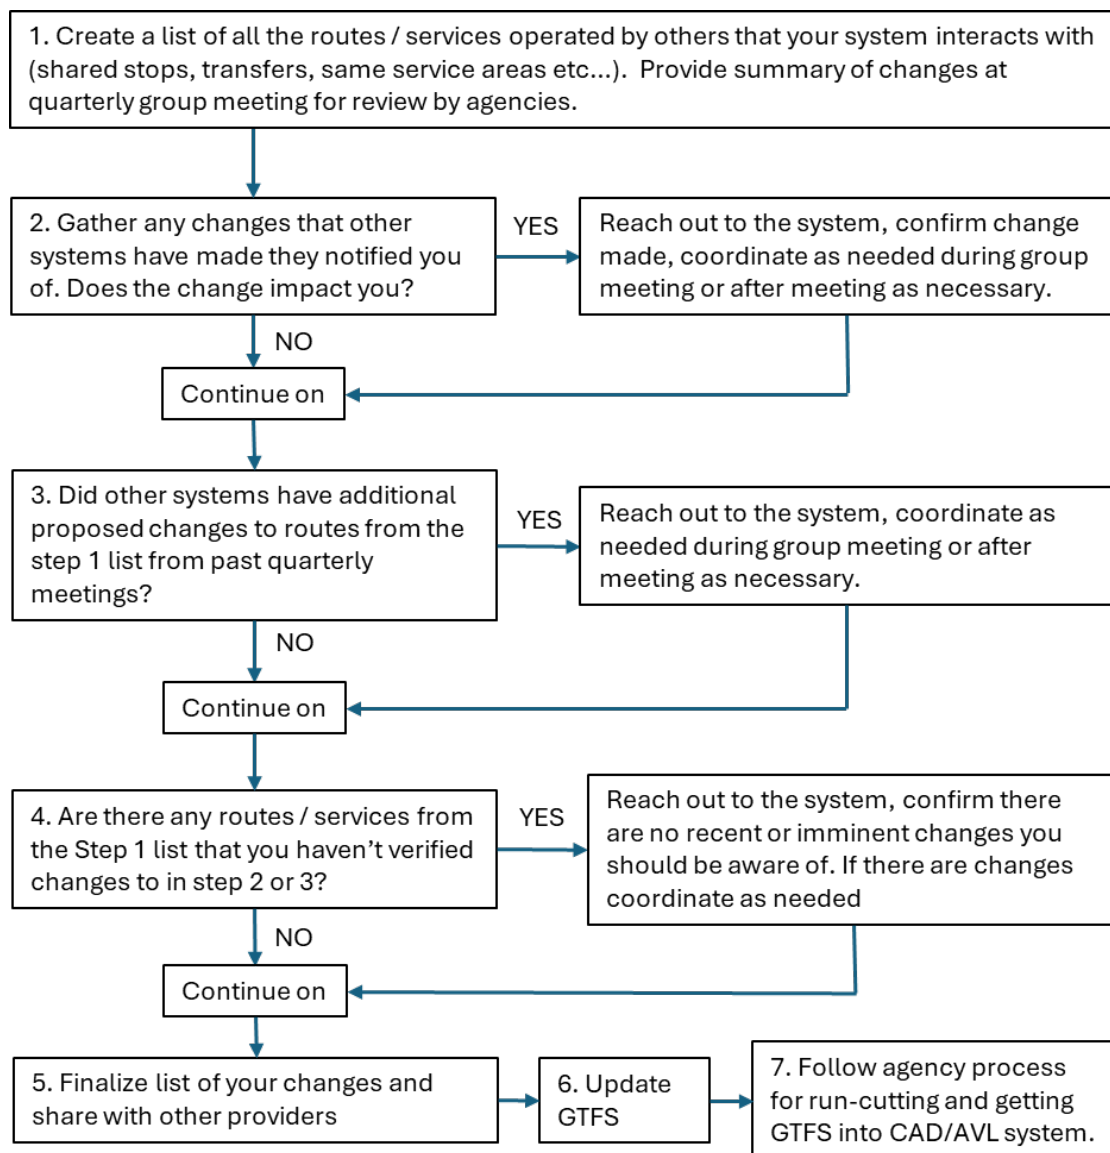 1. Create a list of all the routes / services operated by others that your system interacts with
(shared stops, transfers, same service areas etc...).  Provide summary of changes at
quarterly group meeting for review by agencies.
2. Gather any changes that other
systems have made they notified you
of. Does the change impact you?
YES
Reach out to the system, confirm change
made, coordinate as needed during group
meeting or after meeting as necessary.
NO
Continue on
3. Did other systems have additional
proposed changes to routes from the
step 1 list from past quarterly
meetings?
YES
Reach out to the system, coordinate as
needed during group meeting or after
meeting as necessary.
NO
Continue on
4. Are there any routes / services from
the Step 1 list that you haven't verified
changes to in step 2 or 3?
YES
Reach out to the system, confirm there
are no recent or imminent changes you
should be aware of. If there are changes
coordinate as needed
NO
Continue on
5. Finalize list of your changes and
share with other providers
6. Update
GTFS
7. Follow agency process
for run-cutting and getting
GTFS into CAD/AVL system.